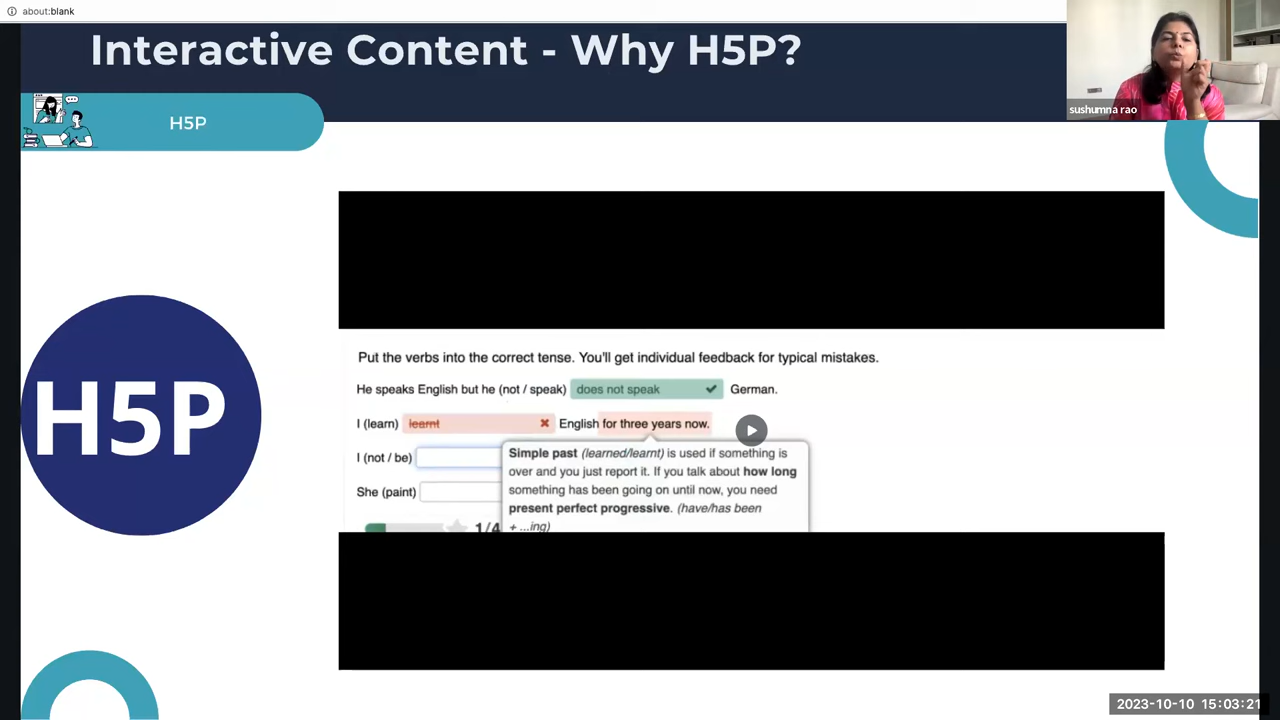 about:blank
Interactive Content - Why H5P?
sushumna rao
H5P
H5P
Put the verbs into the correct tense. You'll get individual feedback for typical mistakes.
He speaks English but he (not / speak) does not speak German.
I (learn) learnt English for three years now.
I (not / be)
She (paint)
Simple past (learned/learnt) is used if something is
over and you just report it. If you talk about how long
something has been going on until now, you need
present perfect progressive. (have/has been
+ ...ing)
1/4
2023-10-10 15:03:21